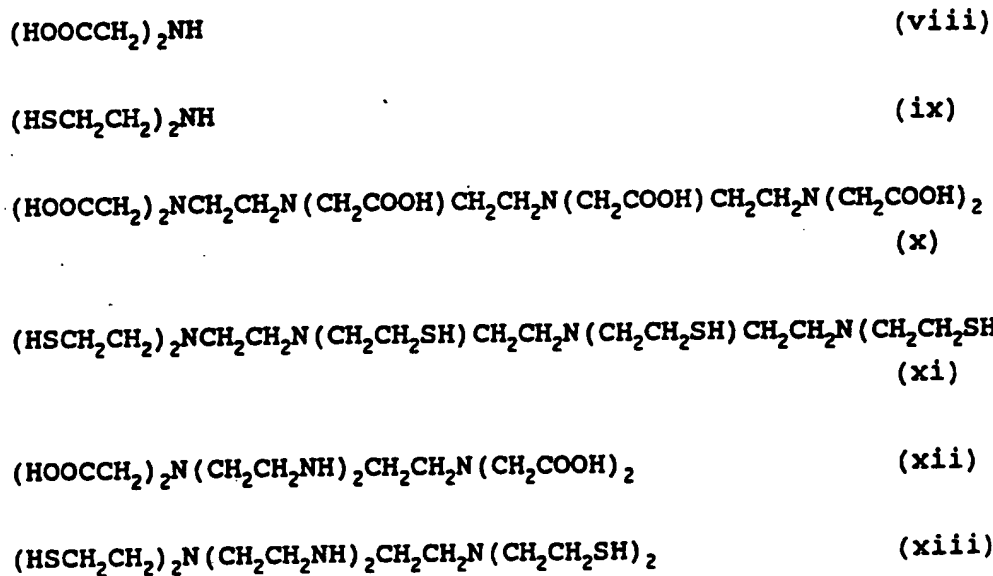 (HOOCCH₂)₂NH (viii)
(HSCH₂CH₂)₂NH (ix)
(HOOCCH₂)₂NCH₂CH₂N(CH₂COOH)CH₂CH₂N(CH₂COOH)CH₂CH₂N(CH₂COOH)₂
(x)
(HSCH₂CH₂)₂NCH₂CH₂N(CH₂CH₂SH)CH₂CH₂N(CH₂CH₂SH)CH₂CH₂N(CH₂CH₂SH
(xi)
(HOOCCH₂)₂N(CH₂CH₂NH)₂CH₂CH₂N(CH₂COOH)₂ (xii)
(HSCH₂CH₂)₂N(CH₂CH₂NH)₂CH₂CH₂N(CH₂CH₂SH)₂ (xiii)